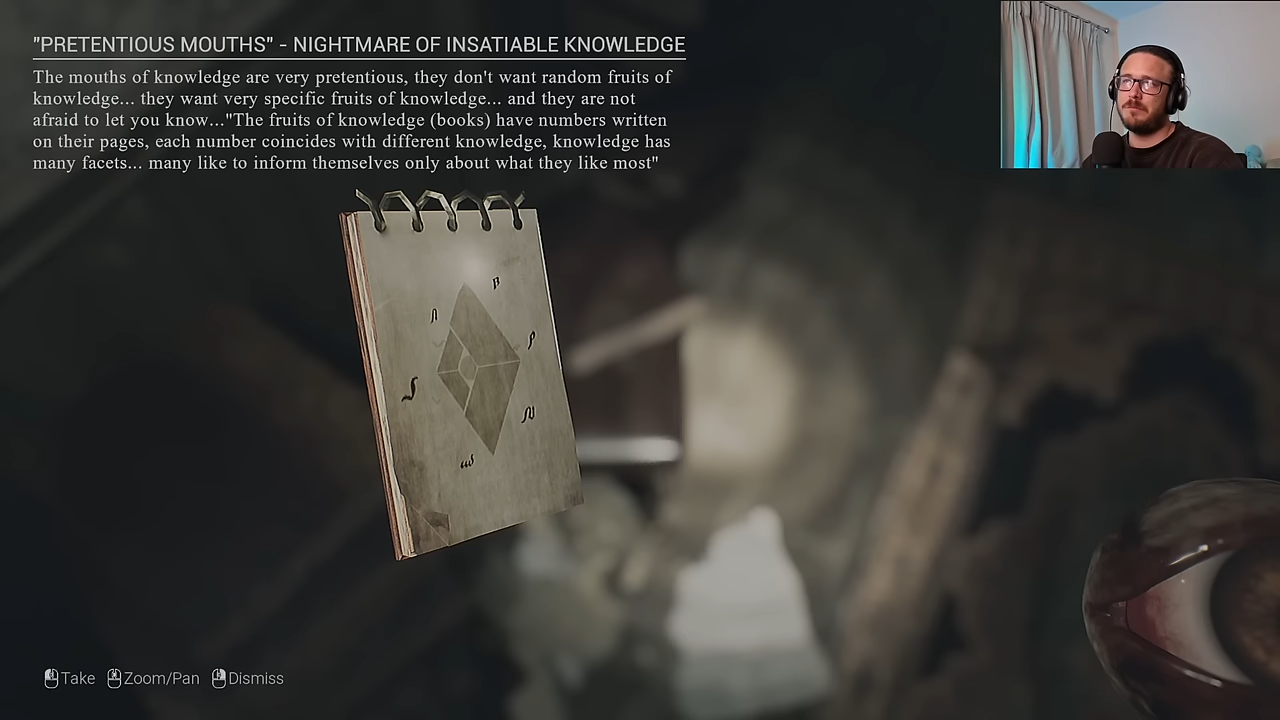 "PRETENTIOUS MOUTHS" - NIGHTMARE OF INSATIABLE KNOWLEDGE
The mouths of knowledge are very pretentious, they don't want random fruits of
knowledge... they want very specific fruits of knowledge... and they are not
afraid to let you know..."The fruits of knowledge (books) have numbers written
on their pages, each number coincides with different knowledge, knowledge has
many facets... many like to inform themselves only about what they like most"
Take Zoom/Pan Dismiss